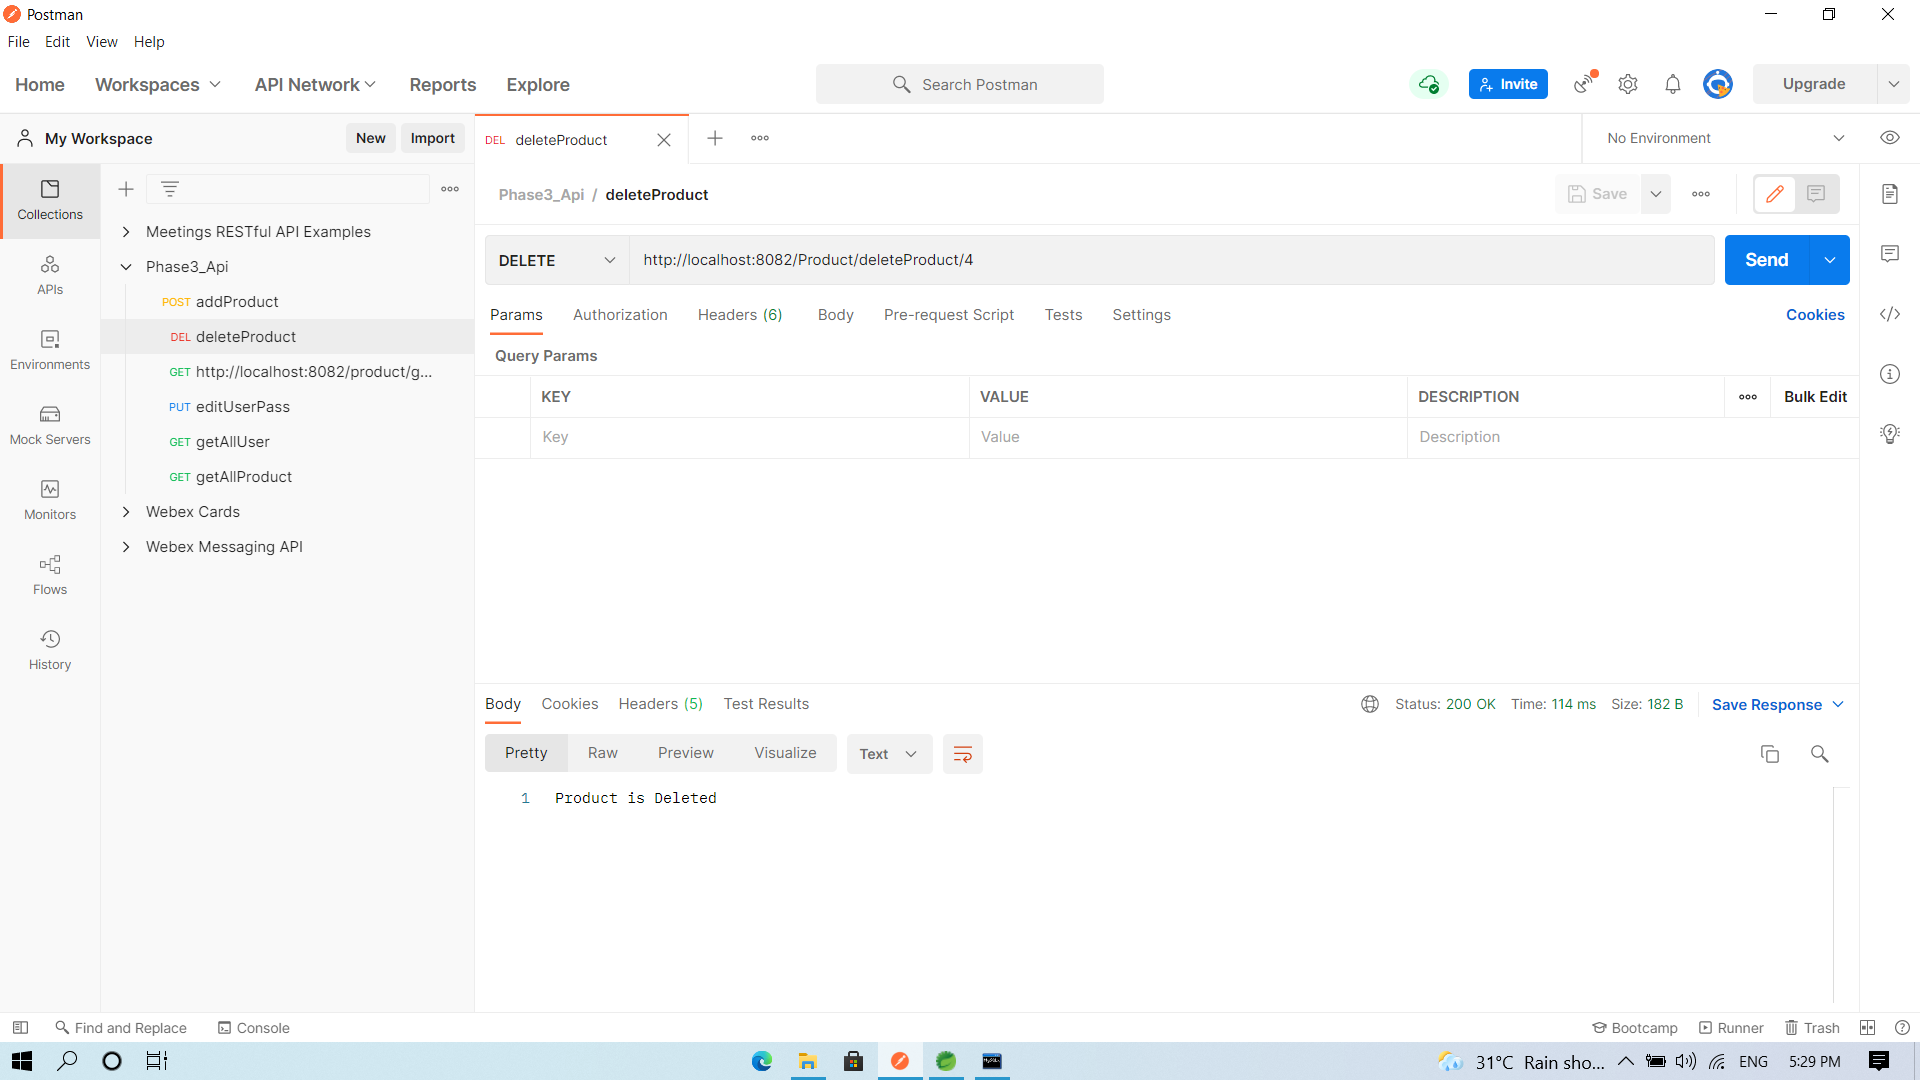 Postman
File Edit View Help
Home Workspaces API Network Reports Explore
Search Postman
Invite
Upgrade
My Workspace
New Import
DEL deleteProduct
No Environment
Collections
APIs
Environments
Mock Servers
Monitors
Flows
History
Meetings RESTful API Examples
Phase3_Api
POST addProduct
DEL deleteProduct
GET http://localhost:8082/product/g...
PUT editUserPass
GET getAllUser
GET getAllProduct
Webex Cards
Webex Messaging API
Phase3_Api / deleteProduct
Save
DELETE http://localhost:8082/Product/deleteProduct/4
Send
Params Authorization Headers (6) Body Pre-request Script Tests Settings
Cookies
Query Params
KEY VALUE DESCRIPTION Bulk Edit
Key Value Description
Body Cookies Headers (5) Test Results
Status: 200 OK Time: 114 ms Size: 182 B Save Response
Pretty Raw Preview Visualize Text
1 Product is Deleted
Find and Replace Console
Bootcamp Runner Trash
31°C Rain sho... ENG 5:29 PM